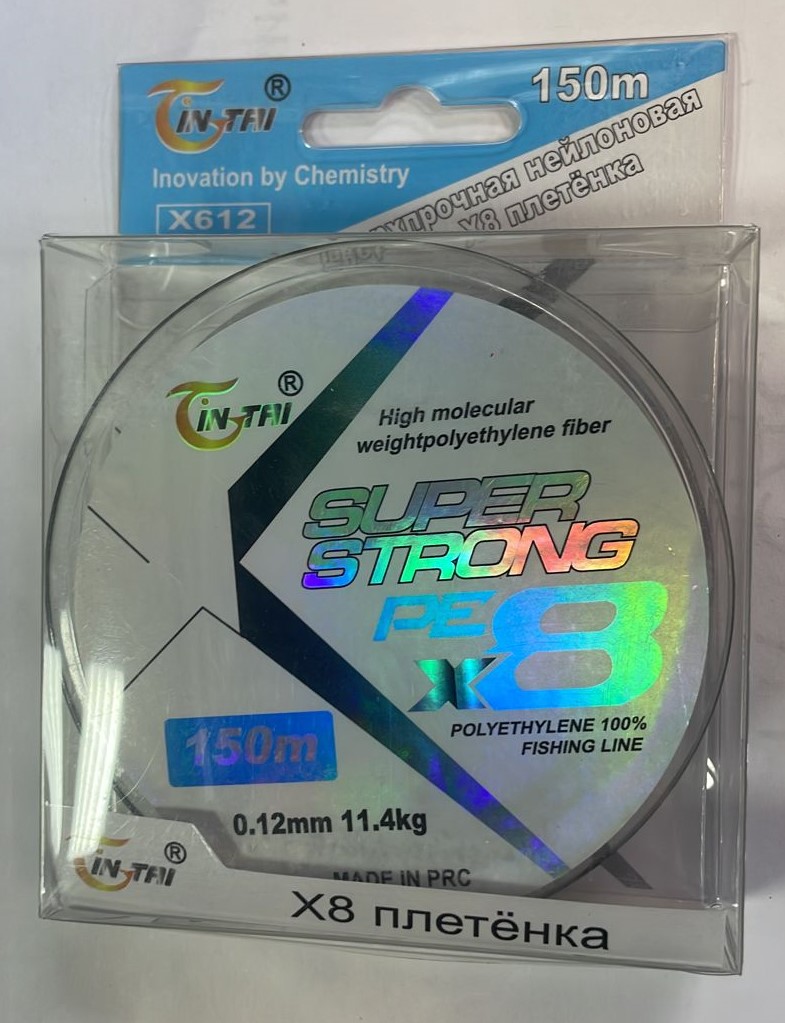 TIN-TAI ®
150m
Inovation by Chemistry
X612
нейлоновая
X8 плетёнка
TIN-TAI ®
High molecular
weightpolyethylene fiber
SUPER
STRONG
PE
X8
POLYETHYLENE 100%
FISHING LINE
150m
0.12mm 11.4kg
MADE iN PRC
TIN-TAI ®
X8 плетёнка